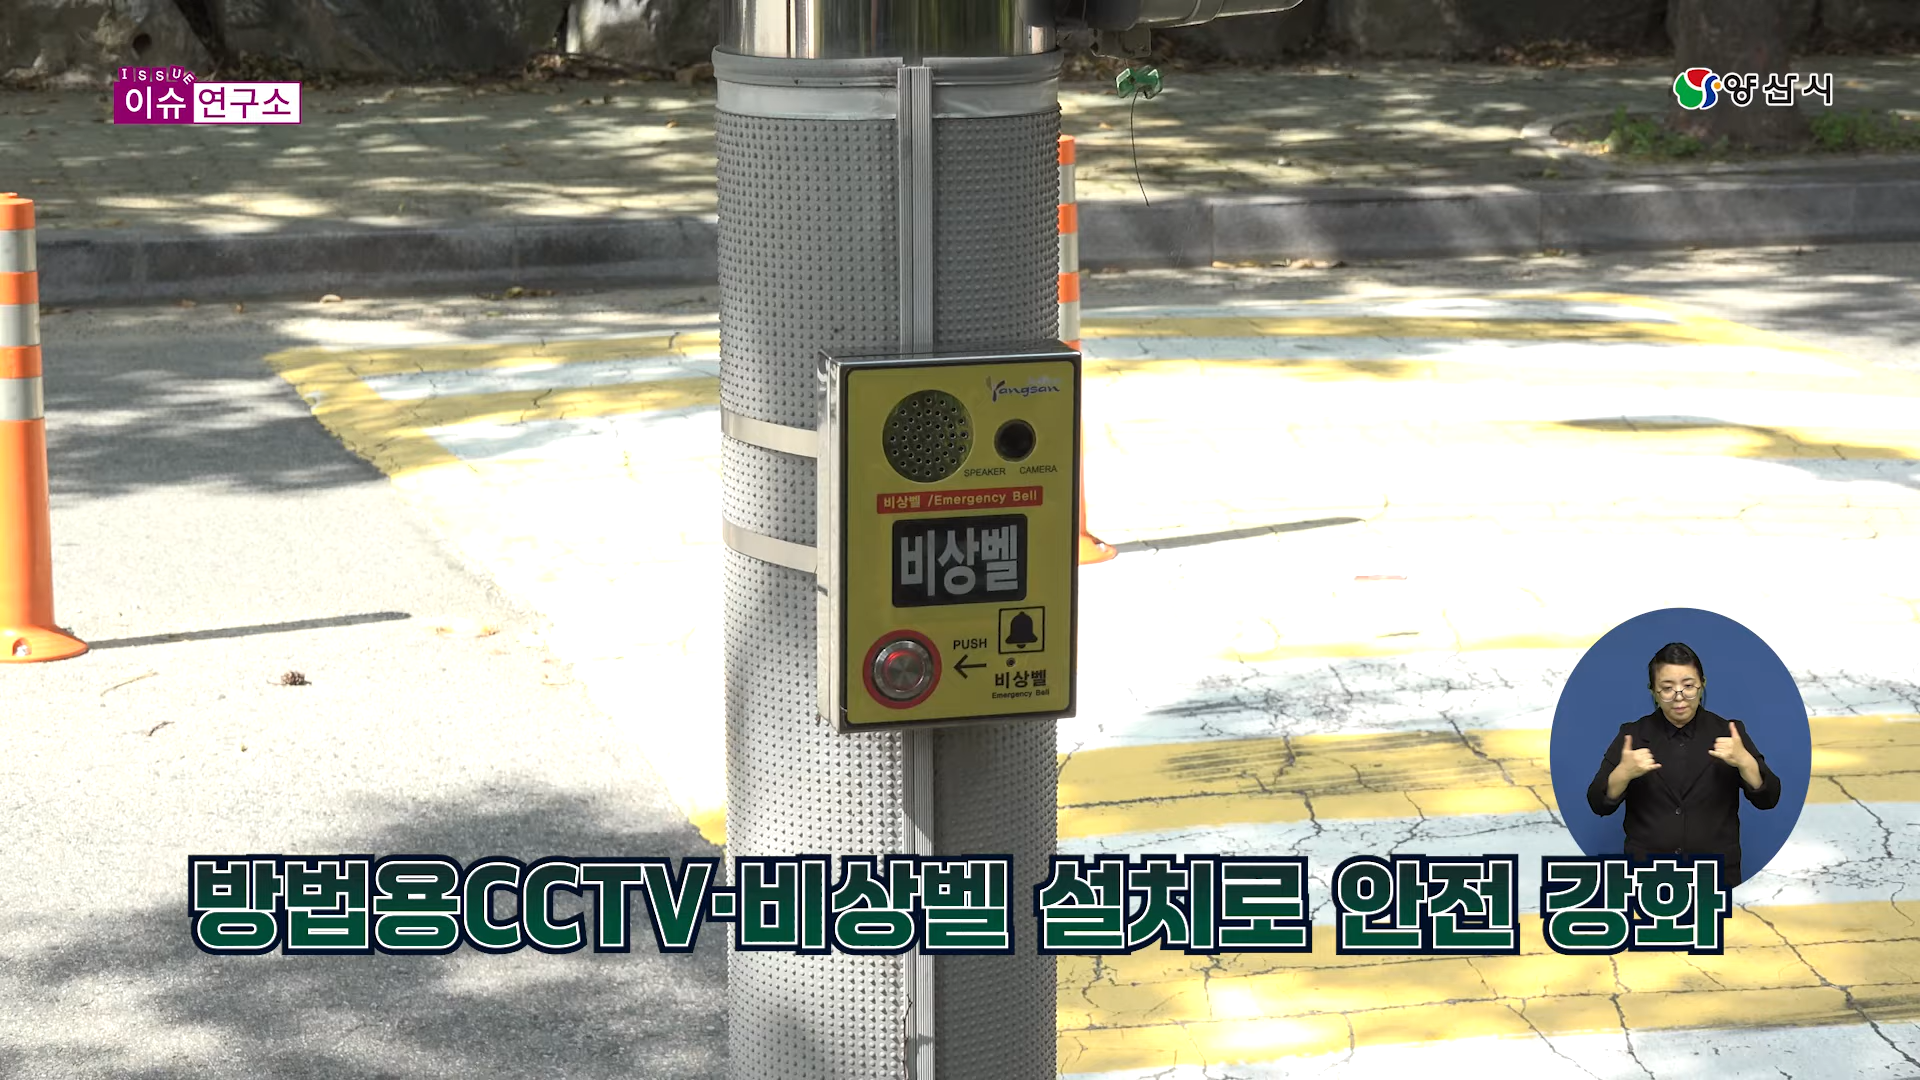 ISSUE
이슈연구소
양산시
Yangsan
SPEAKER CAMERA
비상벨 /Emergency Bell
비상벨
PUSH
비상벨
Emergency Bell
방법용CCTV·비상벨 설치로 안전 강화